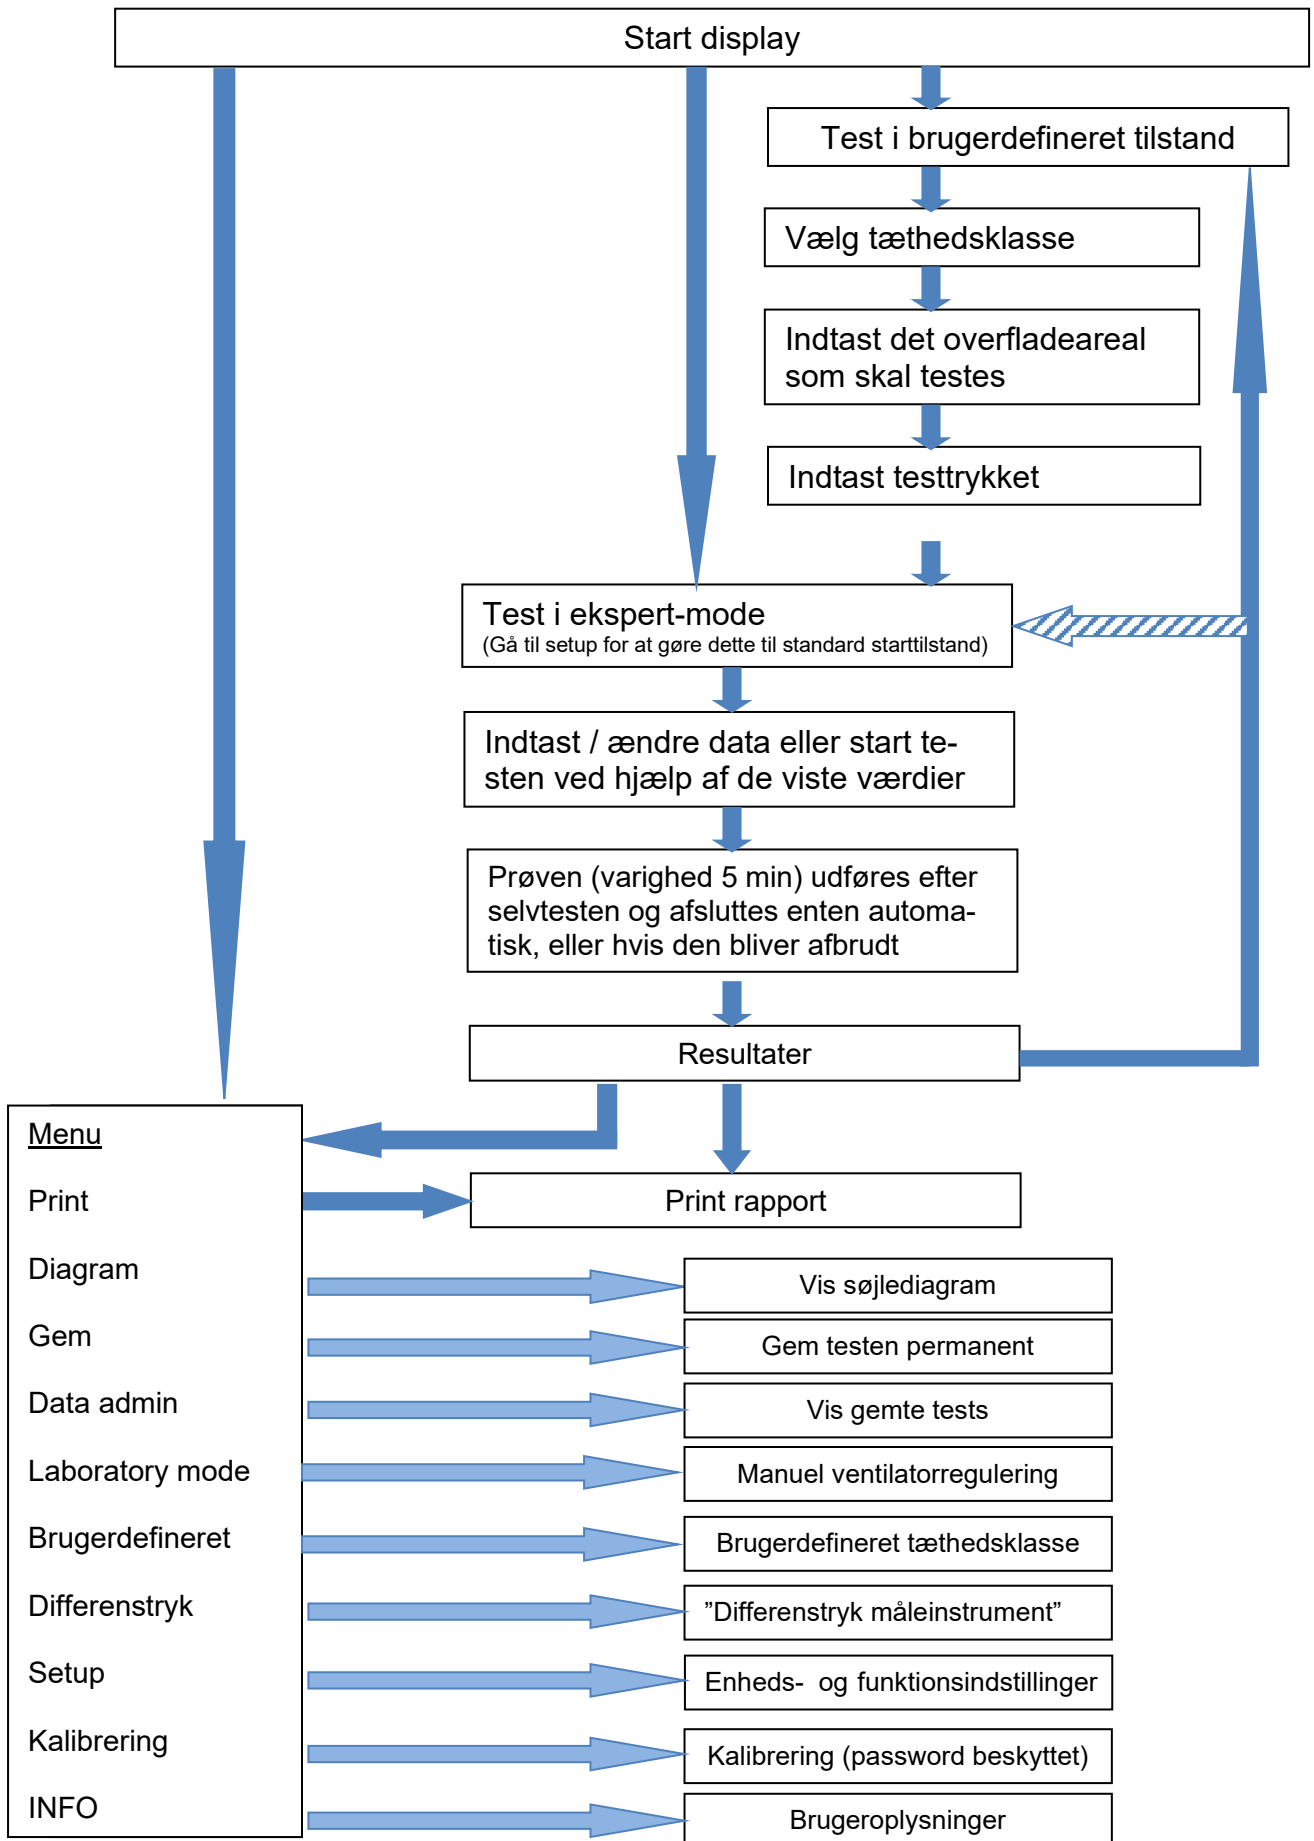 Start display
Test i brugerdefineret tilstand
Vælg tæthedsklasse
Indtast det overfladeareal
som skal testes
Indtast testtrykket
Test i ekspert-mode
(Gå til setup for at gøre dette til standard starttilstand)
Indtast / ændre data eller start te-
sten ved hjælp af de viste værdier
Prøven (varighed 5 min) udføres efter
selvtesten og afsluttes enten automa-
tisk, eller hvis den bliver afbrudt
Resultater
Menu
Print
Print rapport
Diagram
Vis søjlediagram
Gem
Gem testen permanent
Data admin
Vis gemte tests
Laboratory mode
Manuel ventilatorregulering
Brugerdefineret
Brugerdefineret tæthedsklasse
Differenstryk
”Differenstryk måleinstrument”
Setup
Enheds- og funktionsindstillinger
Kalibrering
Kalibrering (password beskyttet)
INFO
Brugeroplysninger